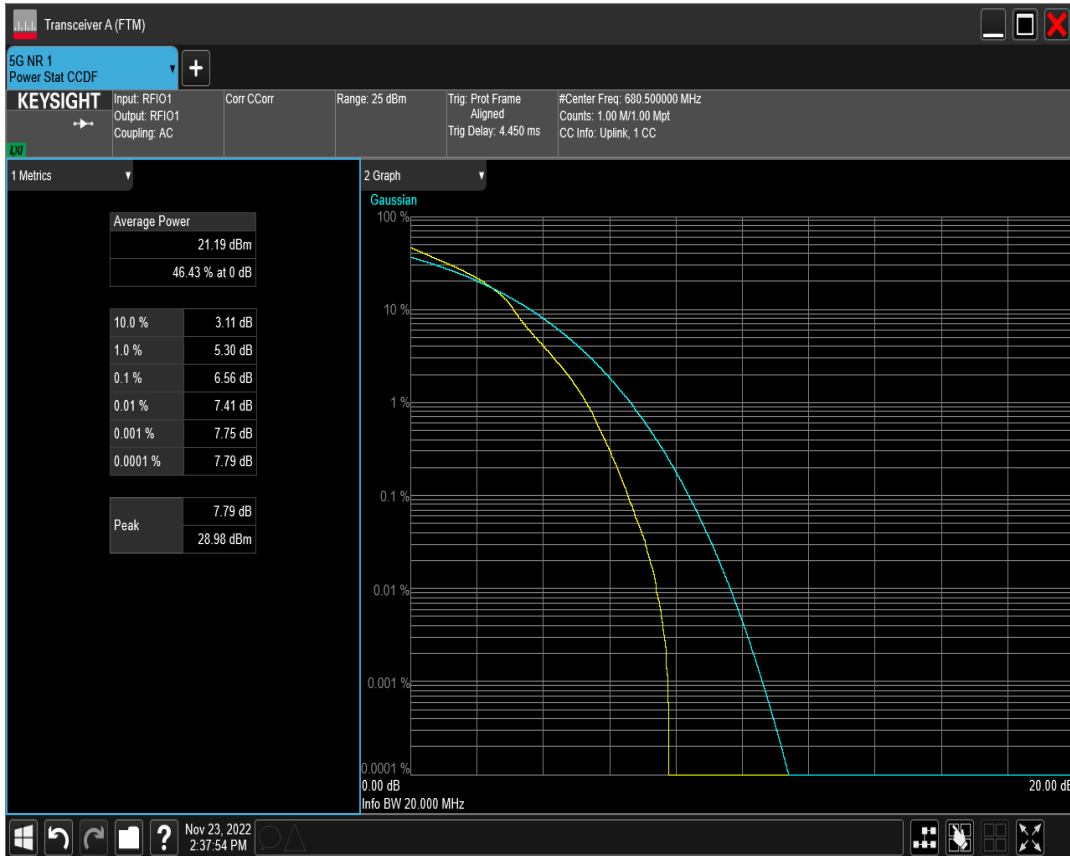 Transceiver A (FTM)
5G NR 1
Power Stat CCDF
KEYSIGHT
LXI
Input: RFIO1
Output: RFIO1
Coupling: AC
Corr CCorr
Range: 25 dBm
Trig: Prot Frame
Aligned
Trig Delay: 4.450 ms
#Center Freq: 680.500000 MHz
Counts: 1.00 M/1.00 Mpt
CC Info: Uplink, 1 CC
1 Metrics
Average Power
21.19 dBm
46.43 % at 0 dB
10.0 % 3.11 dB
1.0 % 5.30 dB
0.1 % 6.56 dB
0.01 % 7.41 dB
0.001 % 7.75 dB
0.0001 % 7.79 dB
Peak
7.79 dB
28.98 dBm
2 Graph
Gaussian
100 %
10 %
1 %
0.1 %
0.01 %
0.001 %
0.0001 %
0.00 dB
20.00 dB
Info BW 20.000 MHz
?
Nov 23, 2022
2:37:54 PM